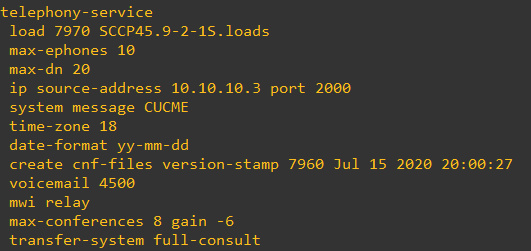 telephony-service
load 7970 SCCP45.9-2-1S.loads
max-ephones 10
max-dn 20
ip source-address 10.10.10.3 port 2000
system message CUCME
time-zone 18
date-format yy-mm-dd
create cnf-files version-stamp 7960 Jul 15 2020 20:00:27
voicemail 4500
mwi relay
max-conferences 8 gain -6
transfer-system full-consult